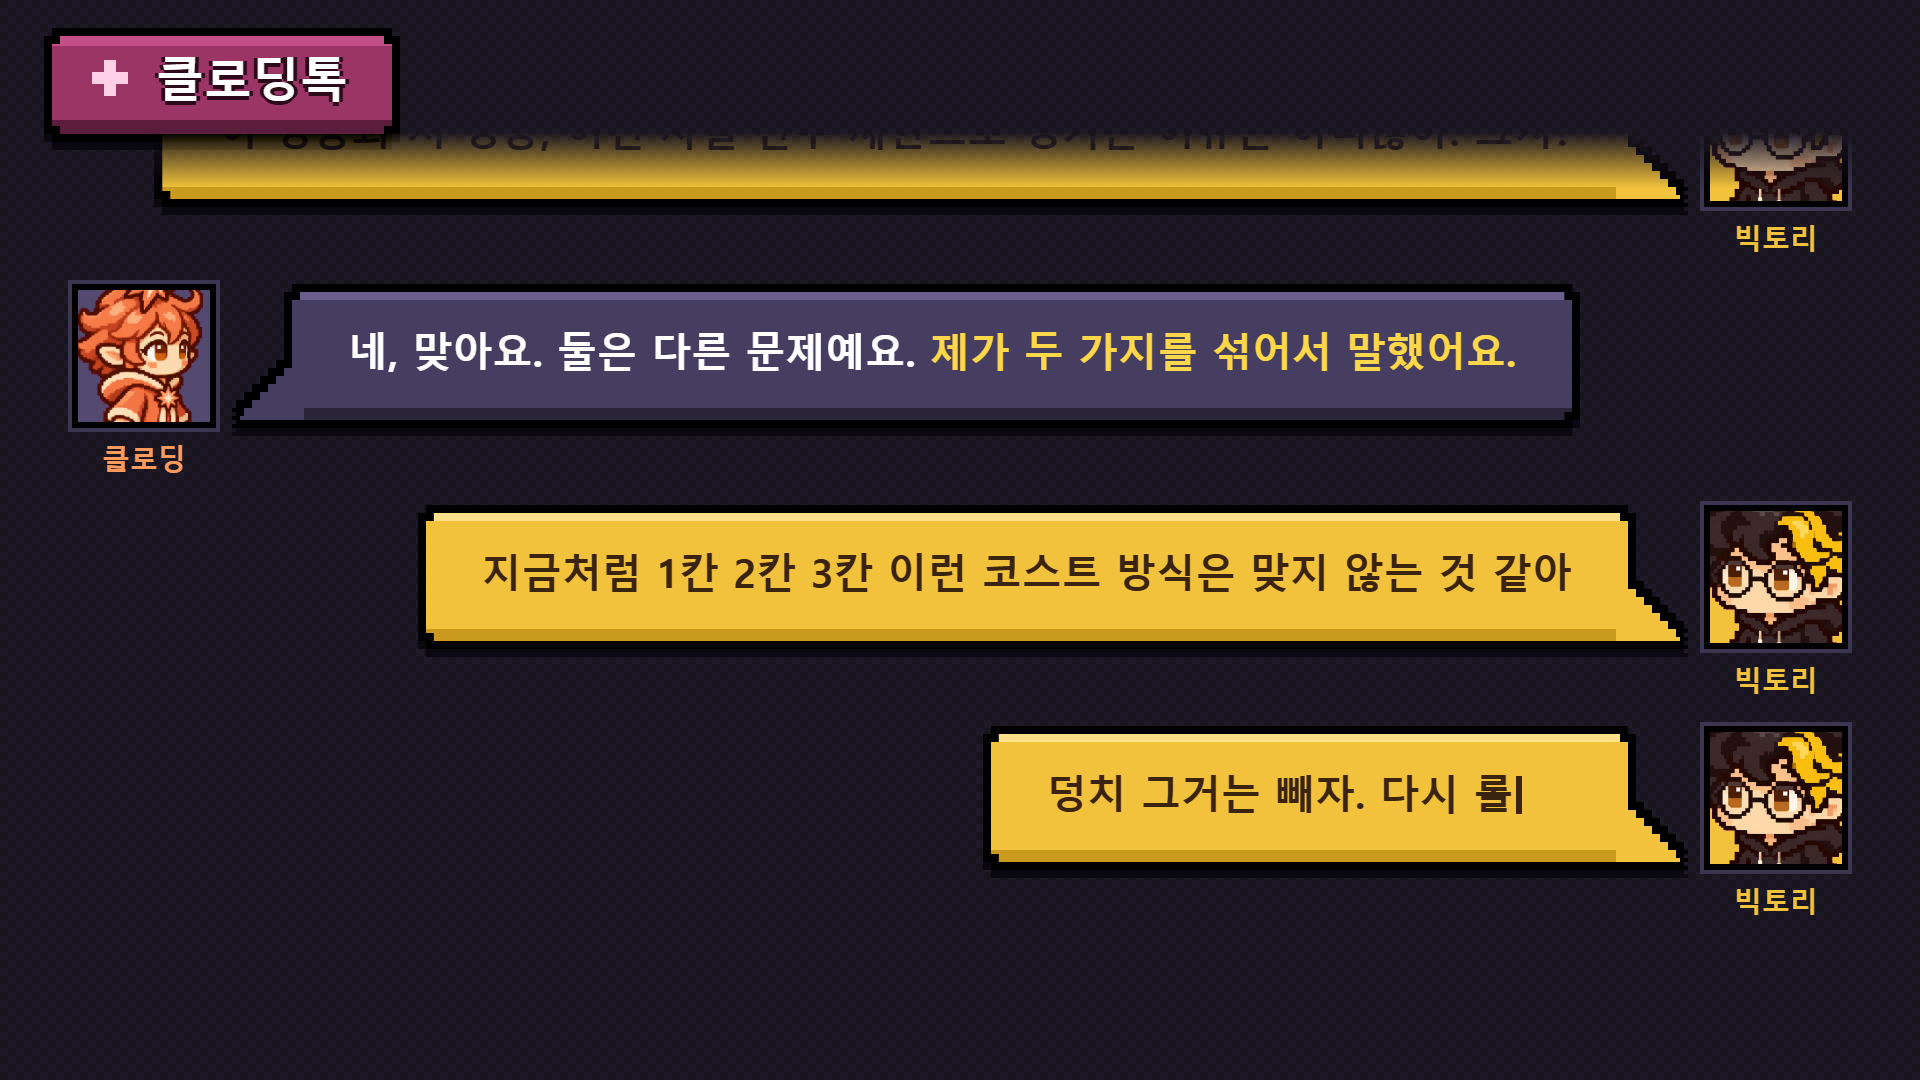 클로딩톡
빅토리
네, 맞아요. 둘은 다른 문제예요. 제가 두 가지를 섞어서 말했어요.
클로딩
지금처럼 1칸 2칸 3칸 이런 코스트 방식은 맞지 않는 것 같아
빅토리
덩치 그거는 빼자. 다시 롤
빅토리